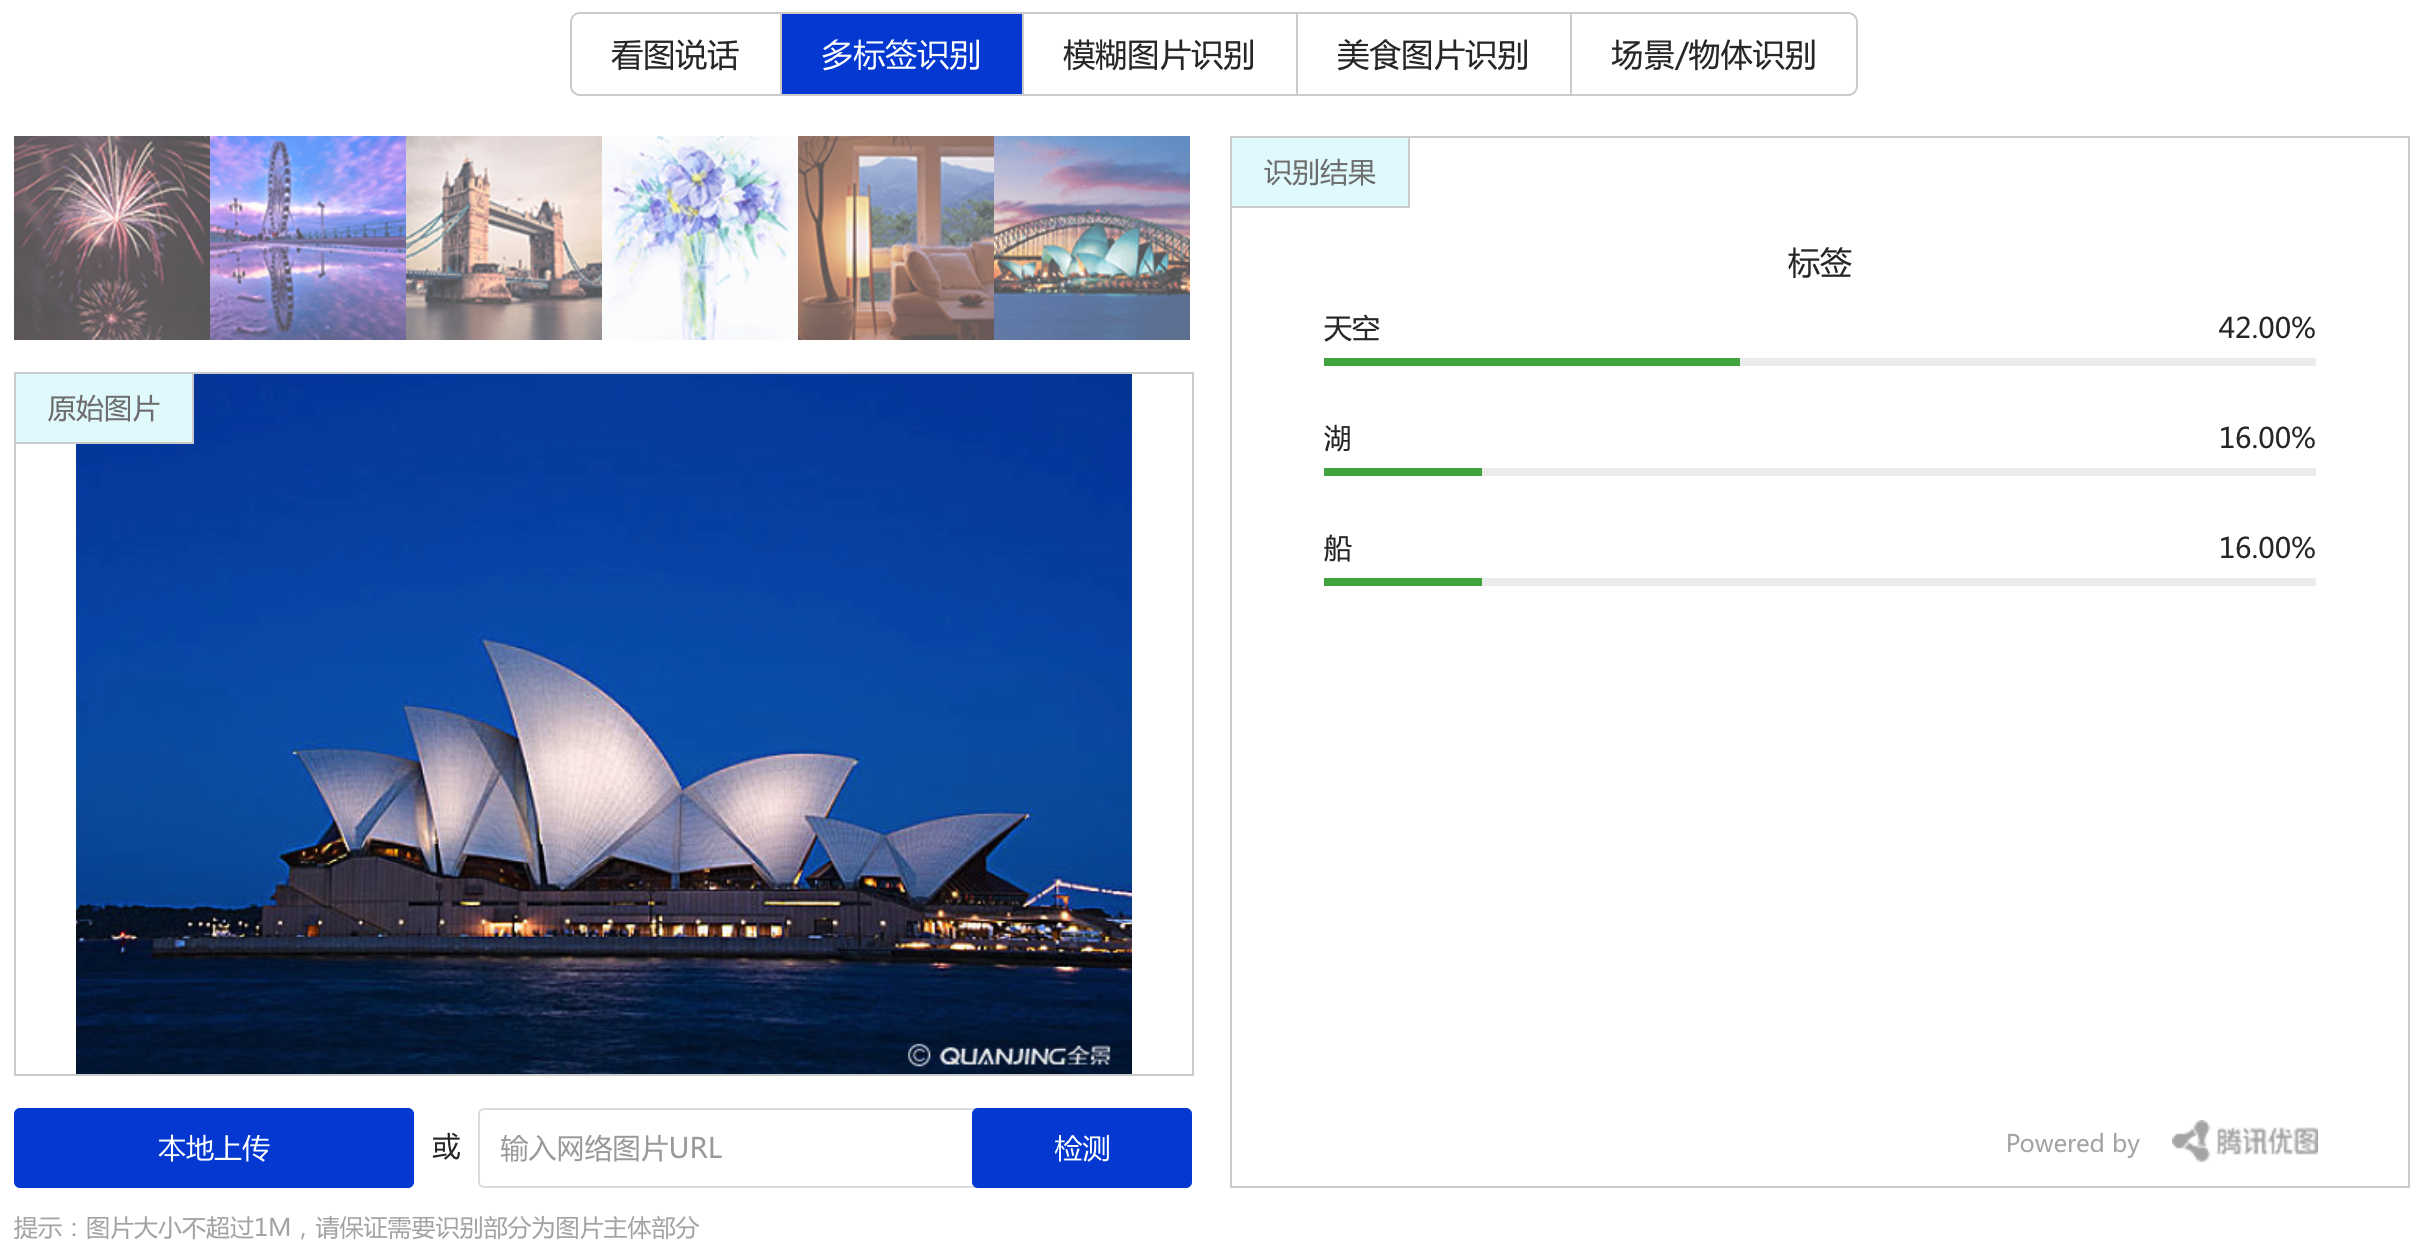 看图说话
多标签识别
模糊图片识别
美食图片识别
场景/物体识别
原始图片
© QUANJING全景
本地上传
或
输入网络图片URL
检测
提示：图片大小不超过1M，请保证需要识别部分为图片主体部分
识别结果
标签
天空 42.00%
湖 16.00%
船 16.00%
Powered by 腾讯优图